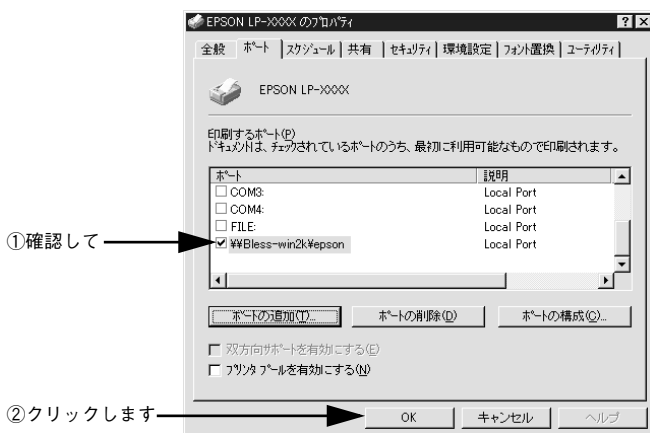 EPSON LP-XXXX のプロパティ
全般 ポート スケジュール 共有 セキュリティ 環境設定 フォント置換 ユーティリティ
EPSON LP-XXXX
印刷するポート(P)
ドキュメントは、チェックされているポートのうち、最初に利用可能なもので印刷されます。
ポート 説明
COM3: Local Port
COM4: Local Port
FILE: Local Port
①確認して
¥¥Bless-win2k¥epson Local Port
ポートの追加(T)... ポートの削除(D) ポートの構成(C)...
双方向サポートを有効にする(E)
プリンタ プールを有効にする(N)
②クリックします
OK キャンセル ヘルプ